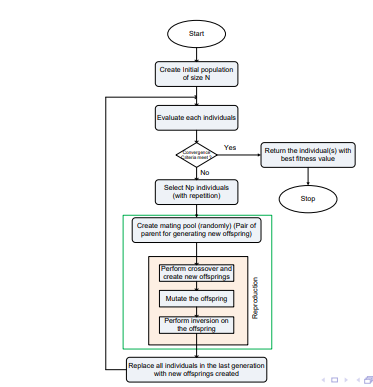 Start
Create Initial population
of size N
Evaluate each individuals
Convergence
Criteria meet ?
Yes
No
Return the individual(s) with
best fitness value
Stop
Select Np individuals
(with repetition)
Create mating pool (randomly) (Pair of
parent for generating new offspring)
Perform crossover and
create new offsprings
Mutate the offspring
Perform inversion on
the offspring
Reproduction
Replace all individuals in the last generation
with new offsprings created